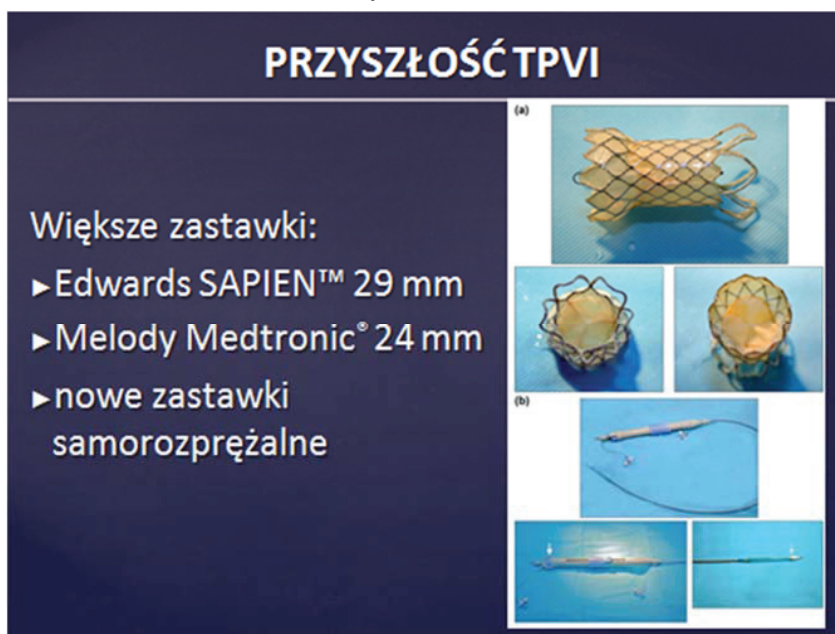 PRZYSZŁOŚĆ TPVI
Większe zastawki:
►Edwards SAPIEN™ 29 mm
►Melody Medtronic® 24 mm
►nowe zastawki
samorozprężalne
(a)
(b)